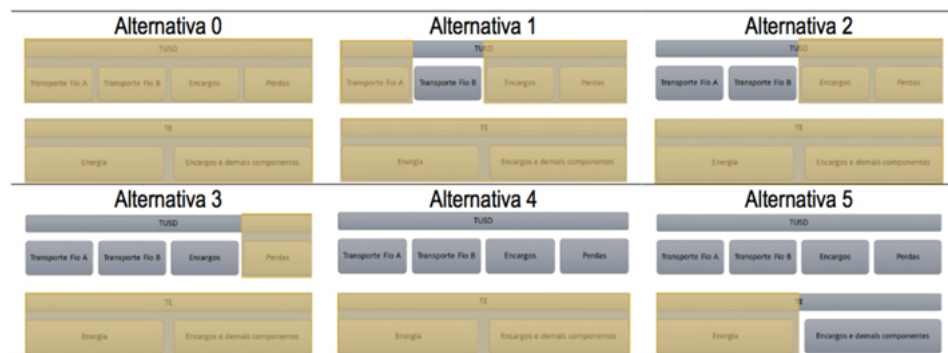 Alternativa 0 Alternativa 1 Alternativa 2
TUSD TUSD TUSD
Transporte Fio A Transporte Fio B Encargos Perdas Transporte Fio A Transporte Fio B Encargos Perdas Transporte Fio A Transporte Fio B Encargos Perdas
TE TE TE
Energia Encargos e demais componentes Energia Encargos e demais componentes Energia Encargos e demais componentes
Alternativa 3 Alternativa 4 Alternativa 5
TUSD TUSD TUSD
Transporte Fio A Transporte Fio B Encargos Perdas Transporte Fio A Transporte Fio B Encargos Perdas Transporte Fio A Transporte Fio B Encargos Perdas
TE TE TE
Energia Encargos e demais componentes Energia Encargos e demais componentes Energia Encargos e demais componentes